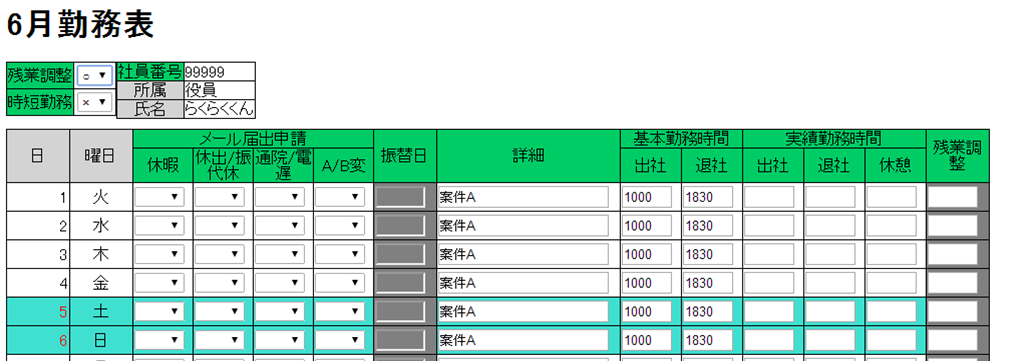 6月勤務表
残業調整 ○ 社員番号 99999
所属 役員
時短勤務 × 氏名 らくらくくん
日 曜日 メール届出申請 振替日 詳細 基本勤務時間 実績勤務時間 残業調整
休暇 休出/振代休 通院/電遅 A/B変 出社 退社 出社 退社 休憩
1 火 案件A 1000 1830
2 水 案件A 1000 1830
3 木 案件A 1000 1830
4 金 案件A 1000 1830
5 土 案件A 1000 1830
6 日 案件A 1000 1830